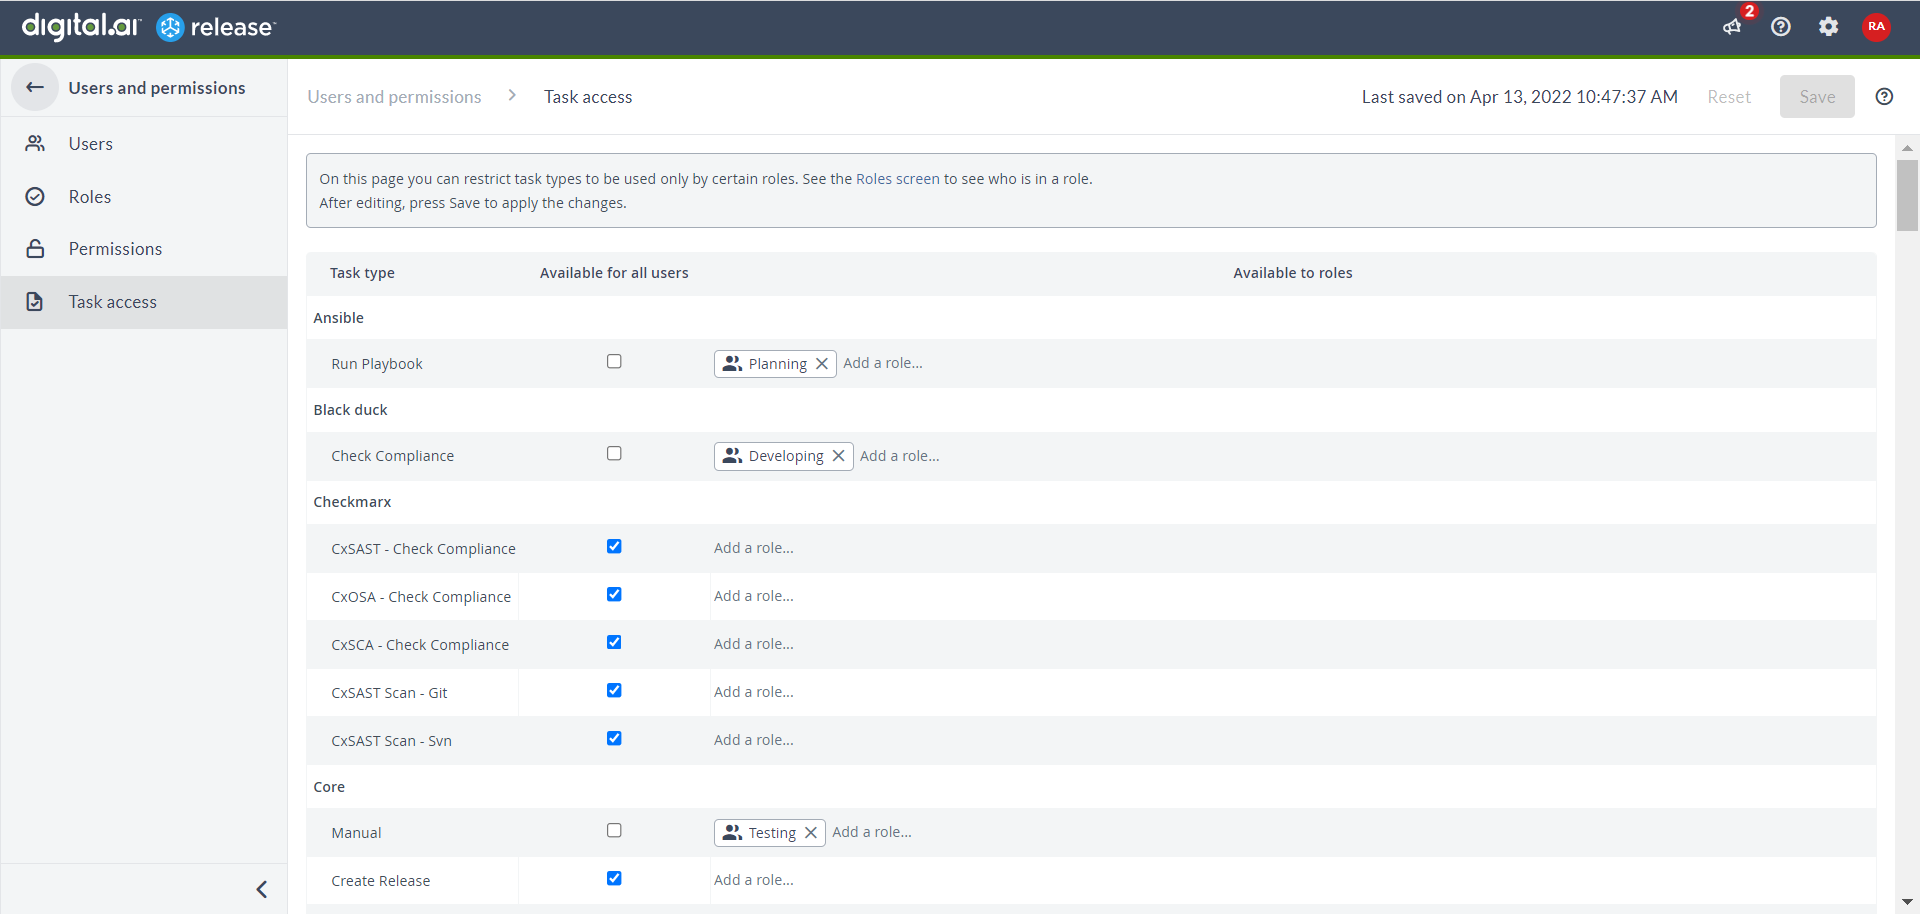 digital.ai release
2
RA
Users and permissions
Users
Roles
Permissions
Task access
Users and permissions > Task access
Last saved on Apr 13, 2022 10:47:37 AM
Reset
Save
On this page you can restrict task types to be used only by certain roles. See the Roles screen to see who is in a role.
After editing, press Save to apply the changes.
Task type Available for all users Available to roles
Ansible
Run Playbook Planning Add a role...
Black duck
Check Compliance Developing Add a role...
Checkmarx
CxSAST - Check Compliance Add a role...
CxOSA - Check Compliance Add a role...
CxSCA - Check Compliance Add a role...
CxSAST Scan - Git Add a role...
CxSAST Scan - Svn Add a role...
Core
Manual Testing Add a role...
Create Release Add a role...